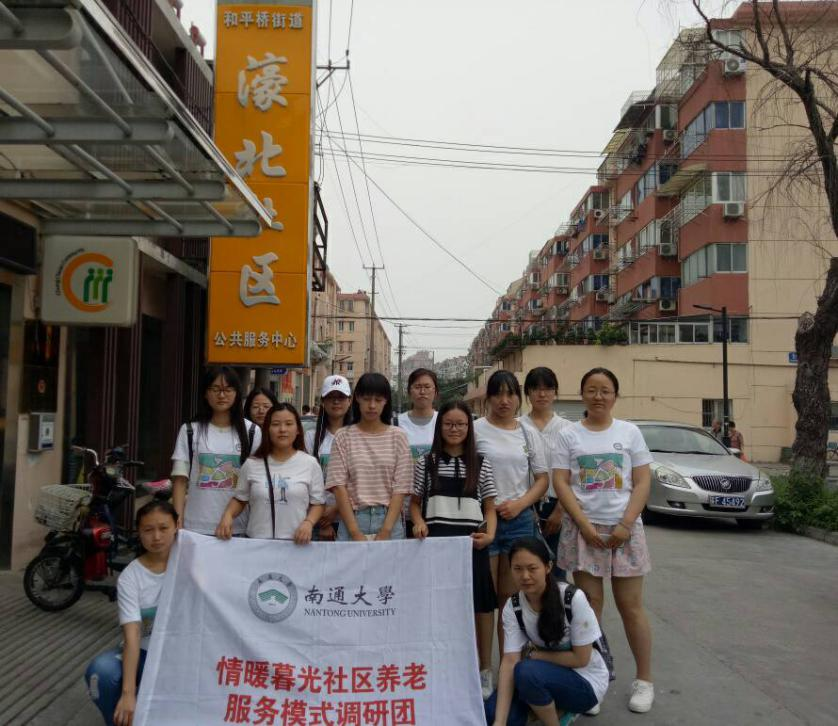 和平桥街道
濠北社区
公共服务中心
南通大學
NANTONG UNIVERSITY
情暖暮光社区养老
服务模式调研团